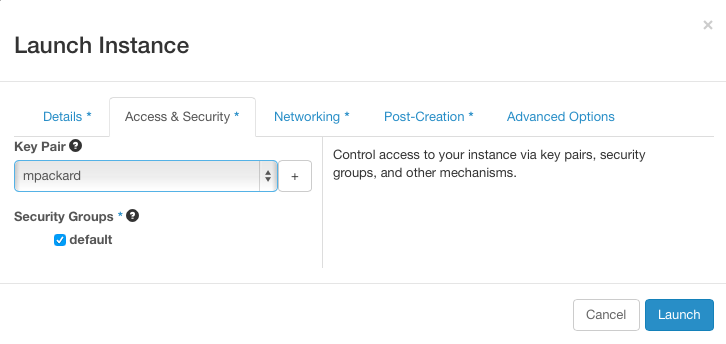 ×
Launch Instance
Details * Access & Security * Networking * Post-Creation * Advanced Options
Key Pair ?
mpackard +
Control access to your instance via key pairs, security
groups, and other mechanisms.
Security Groups * ?
default
Cancel Launch